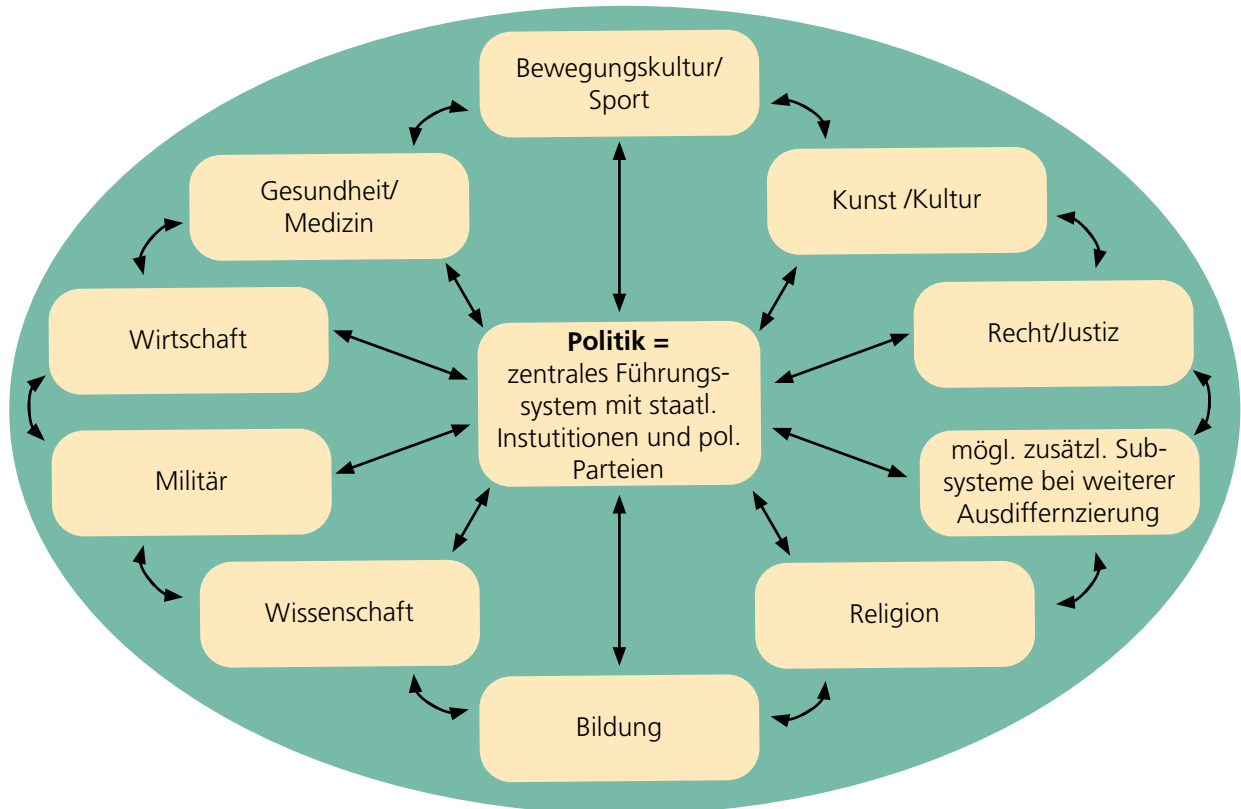 Bewegungskultur/
Sport
Gesundheit/
Medizin
Kunst /Kultur
Wirtschaft
Politik =
zentrales Führungs-
system mit staatl.
Instutitionen und pol.
Parteien
Recht/Justiz
Militär
mögl. zusätzl. Sub-
systeme bei weiterer
Ausdiffernzierung
Wissenschaft
Religion
Bildung